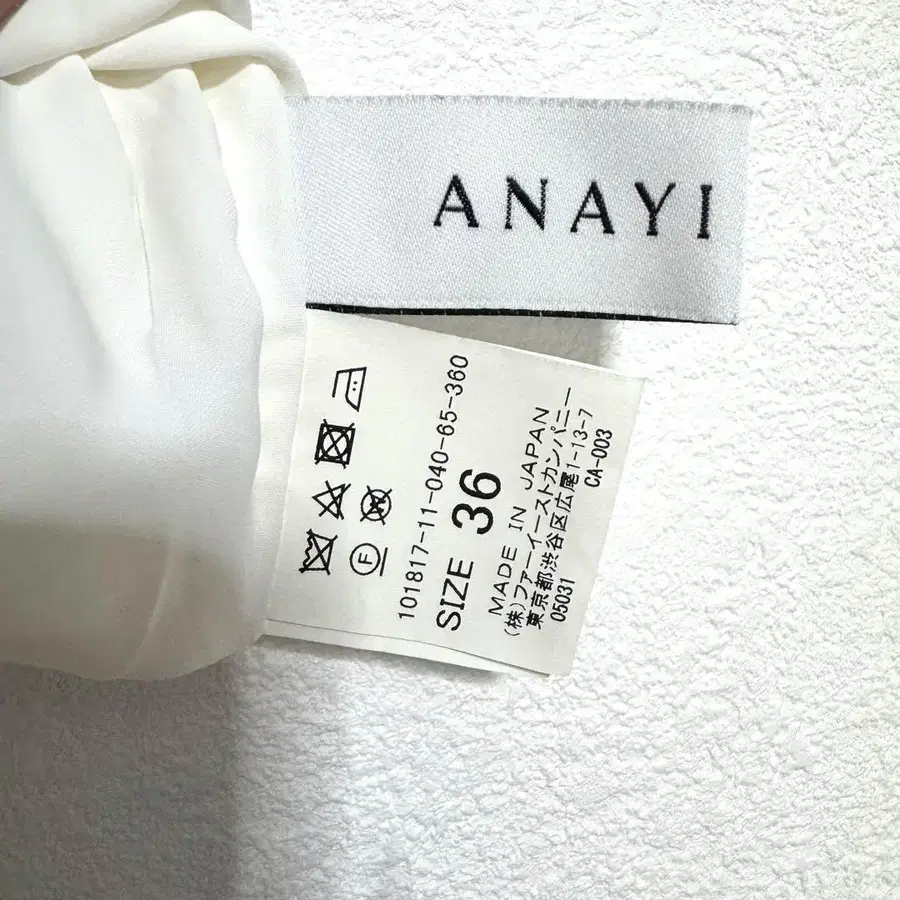 ANAYI
F
101817-11-040-65-360
SIZE 36
MADE IN JAPAN
(株)ファーイーストカンパニー
東京都渋谷区広尾1-13-7
05031 CA-003